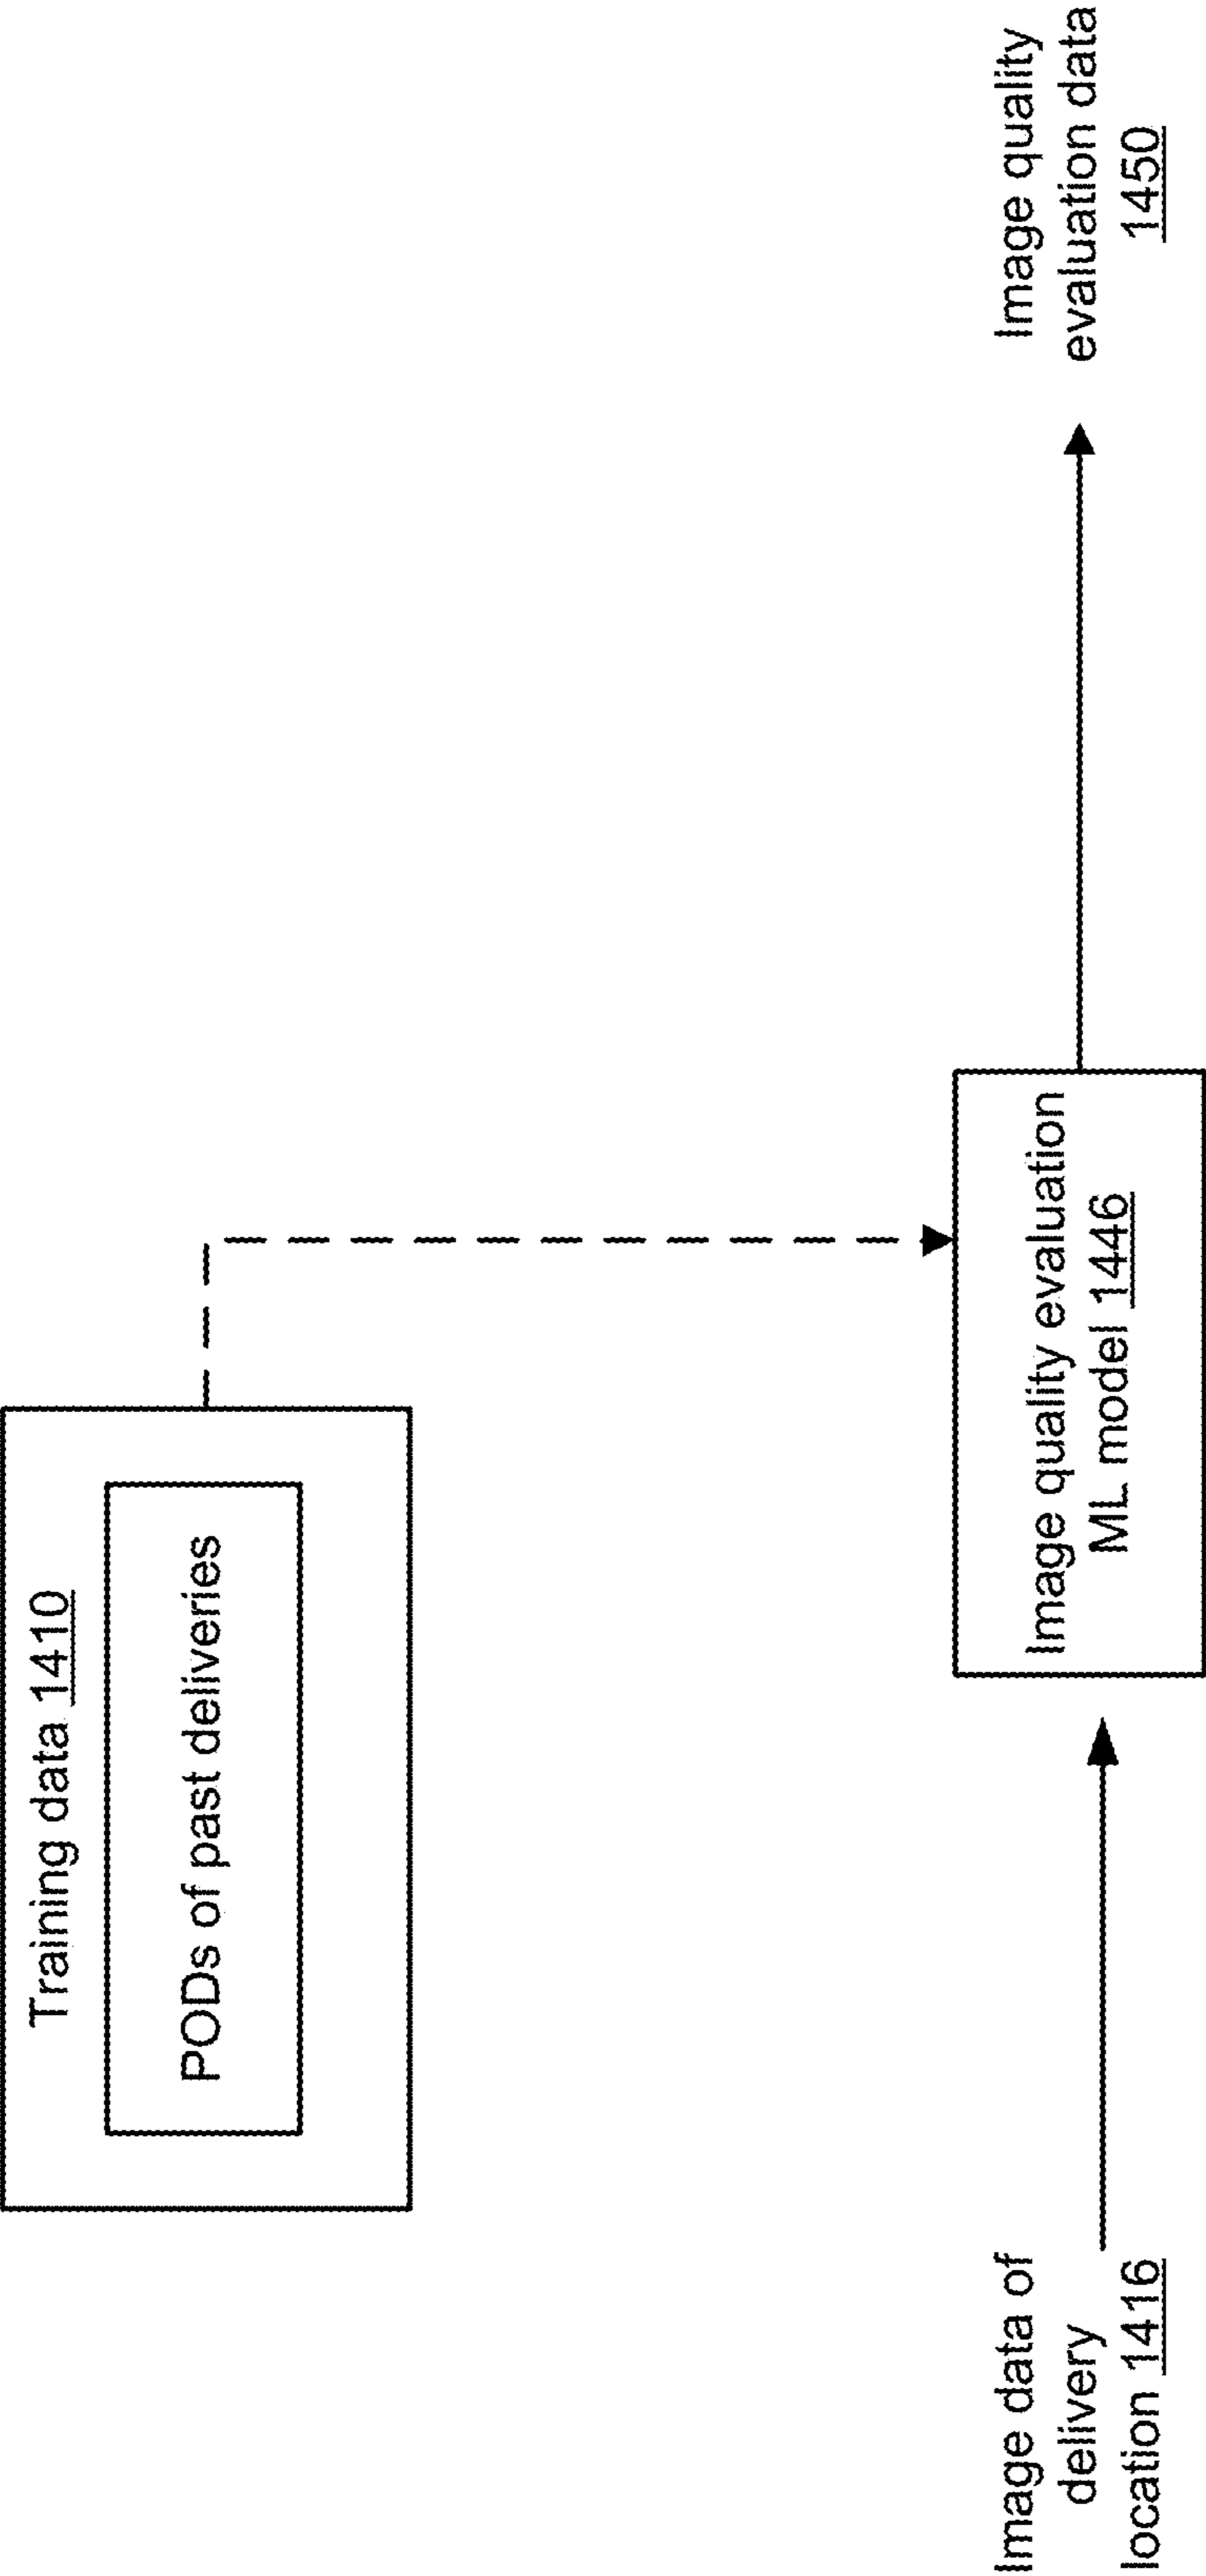 Training data 1410
PODs of past deliveries
Image data of
delivery
location 1416
Image quality evaluation
ML model 1446
Image quality
evaluation data
1450